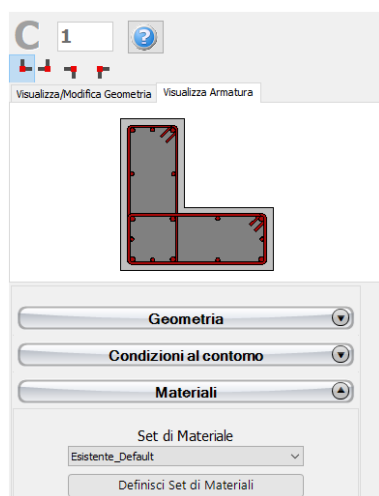 C 1 ?
Visualizza/Modifica Geometria Visualizza Armatura
Geometria
Condizioni al contorno
Materiali
Set di Materiale
Esistente_Default
Definisci Set di Materiali